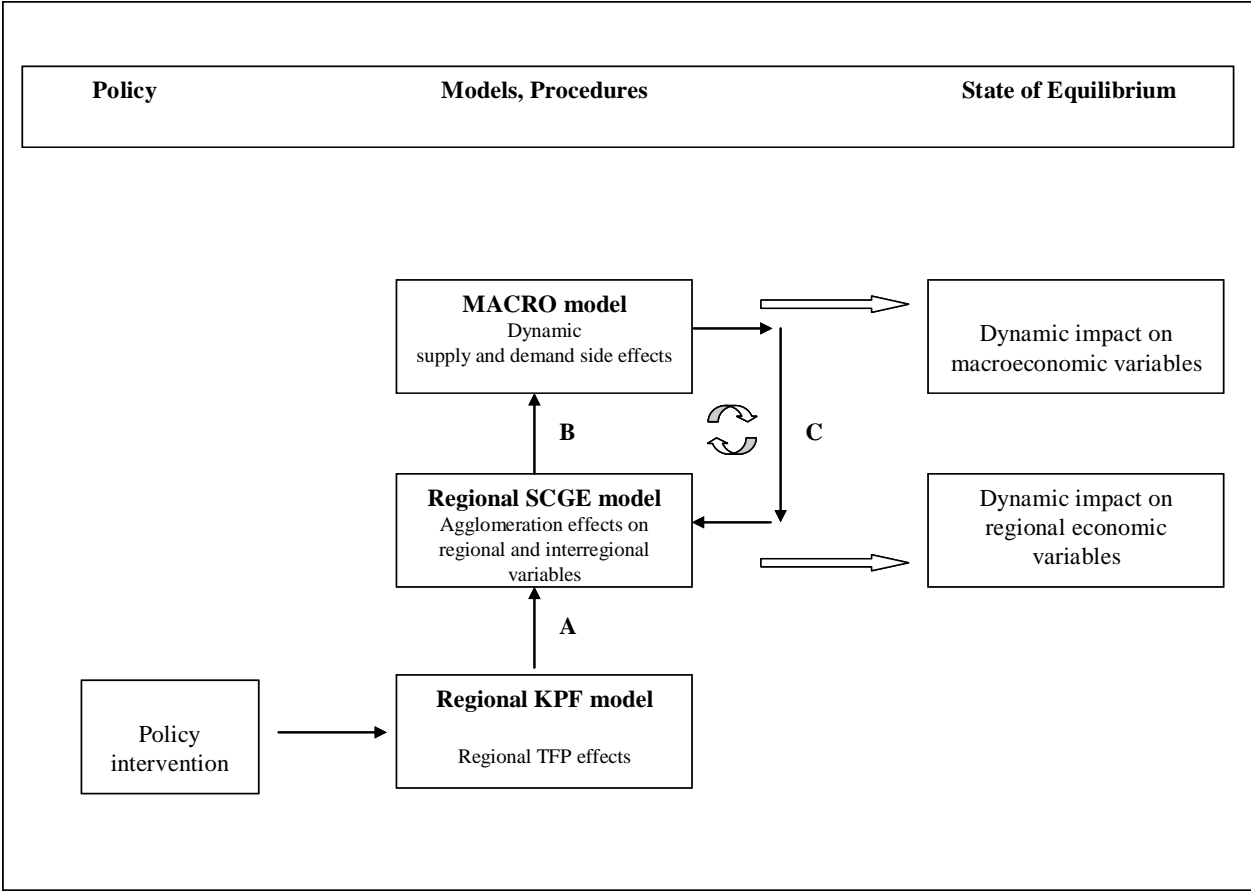 Policy Models, Procedures State of Equilibrium
MACRO model
Dynamic
supply and demand side effects
Dynamic impact on
macroeconomic variables
B
C
Regional SCGE model
Agglomeration effects on
regional and interregional
variables
Dynamic impact on
regional economic
variables
A
Regional KPF model
Regional TFP effects
Policy
intervention